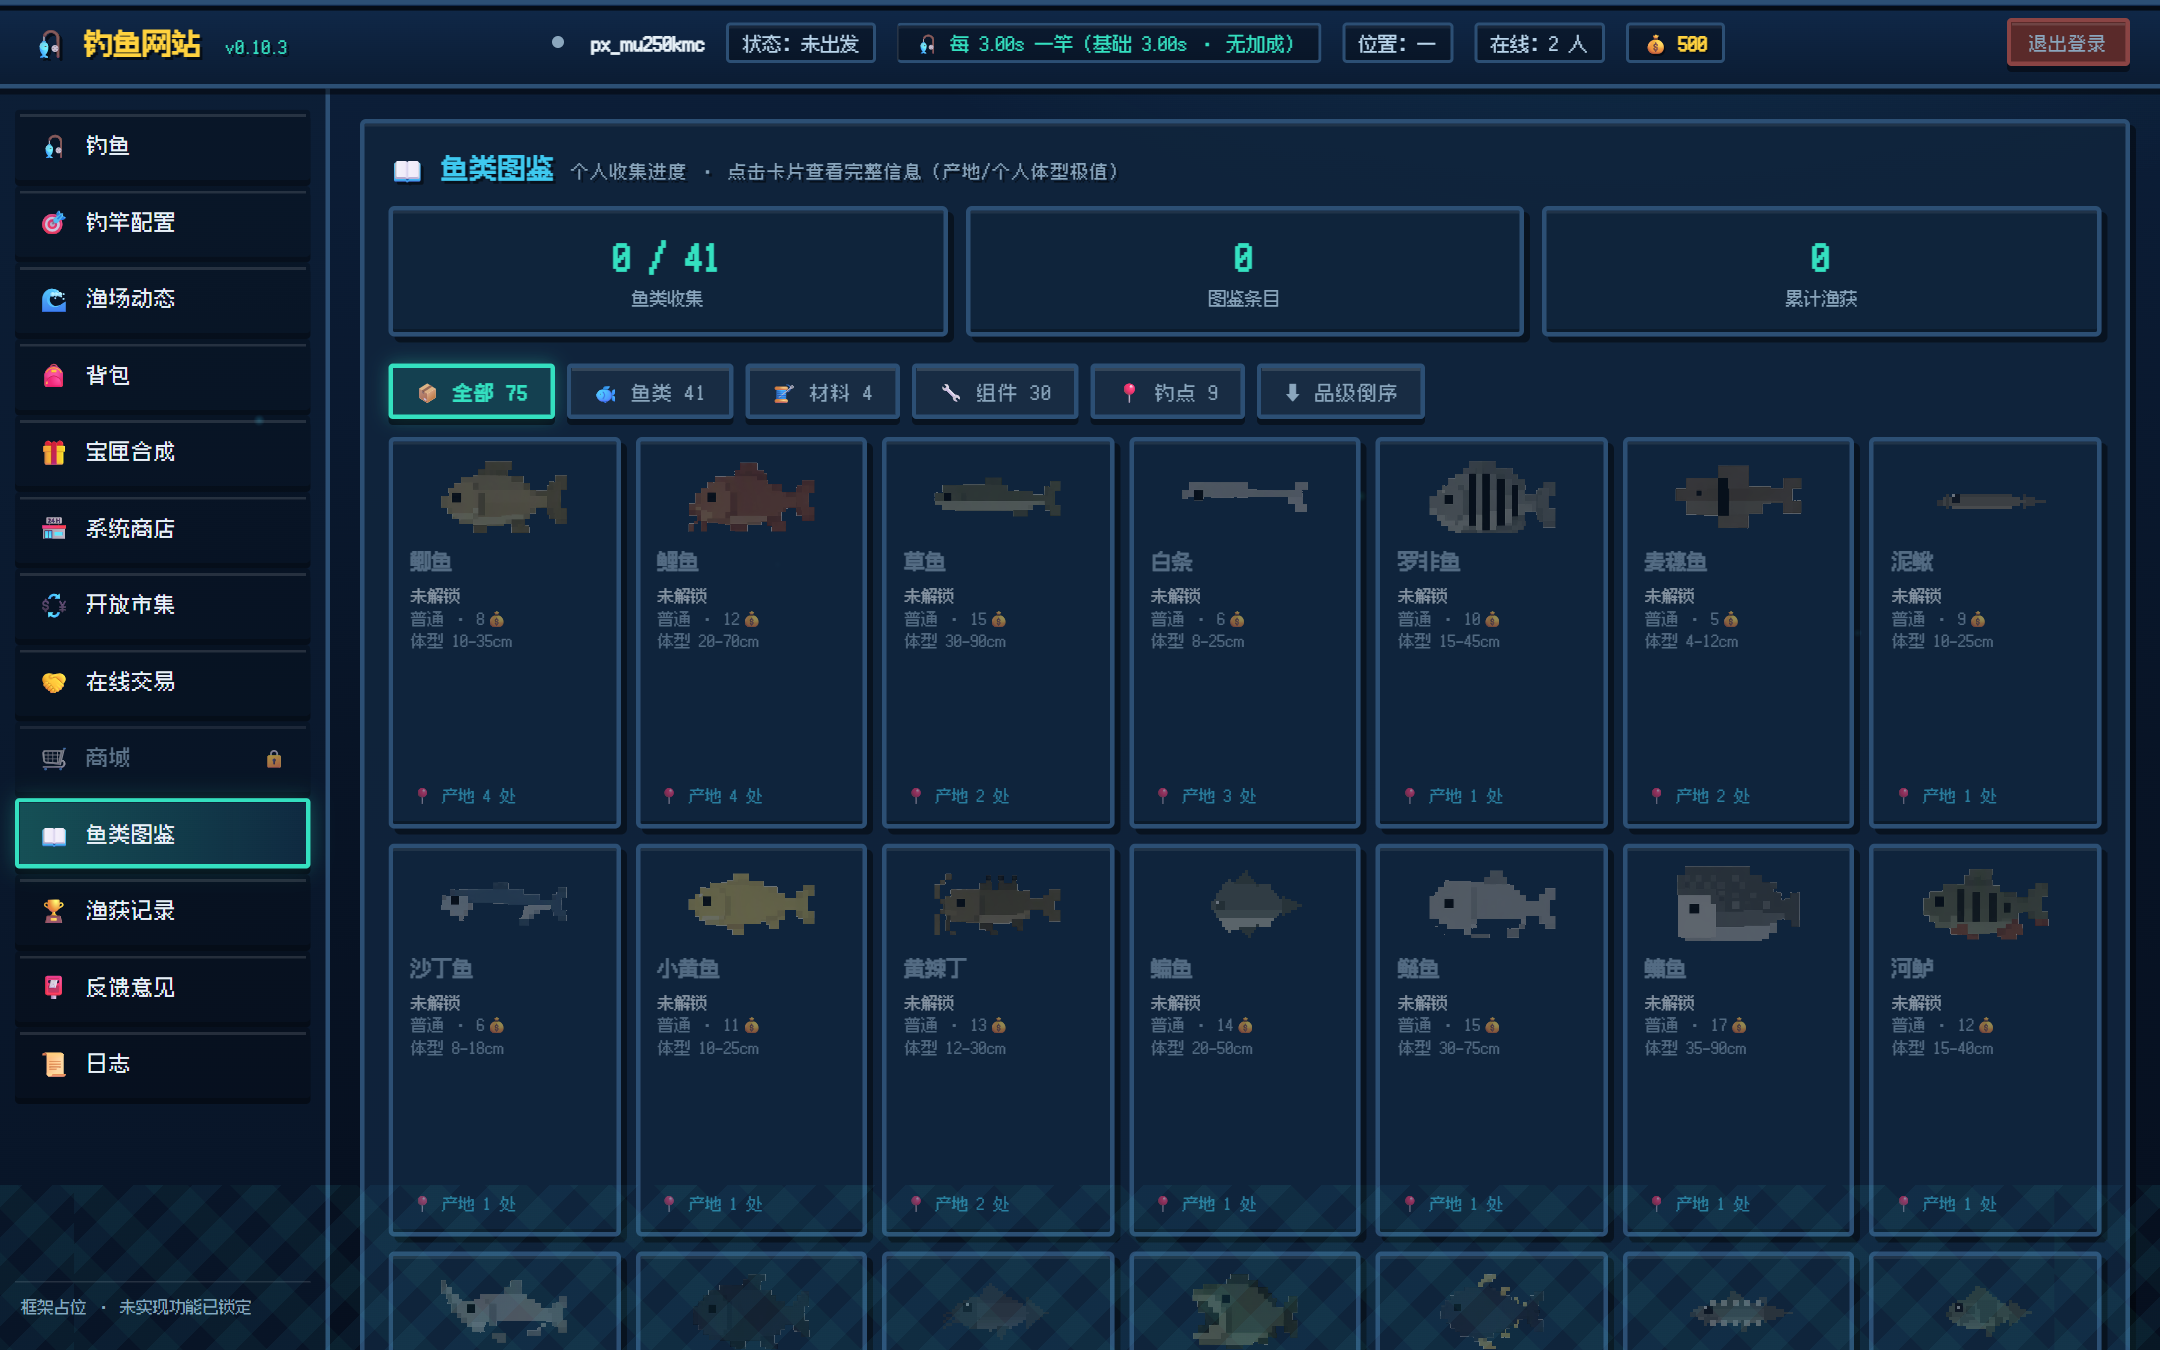 钓鱼网站 v0.10.3
px_mu250kmc
状态: 未出发
每 3.00s 一竿 (基础 3.00s · 无加成)
位置: —
在线: 2 人
500
退出登录
钓鱼
钓竿配置
渔场动态
背包
宝匣合成
系统商店
开放市集
在线交易
商城
鱼类图鉴
渔获记录
反馈意见
日志
框架占位 · 未实现功能已锁定
鱼类图鉴 个人收集进度 · 点击卡片查看完整信息 (产地/个人体型极值)
0 / 41
鱼类收集
0
图鉴条目
0
累计渔获
全部 75
鱼类 41
材料 4
组件 30
钓点 9
⬇ 品级倒序
鲫鱼
未解锁
普通 · 8
体型 10-35cm
产地 4 处
鲤鱼
未解锁
普通 · 12
体型 20-70cm
产地 4 处
草鱼
未解锁
普通 · 15
体型 30-90cm
产地 2 处
白条
未解锁
普通 · 6
体型 8-25cm
产地 3 处
罗非鱼
未解锁
普通 · 10
体型 15-45cm
产地 1 处
麦穗鱼
未解锁
普通 · 5
体型 4-12cm
产地 2 处
泥鳅
未解锁
普通 · 9
体型 10-25cm
产地 1 处
沙丁鱼
未解锁
普通 · 6
体型 8-18cm
产地 1 处
小黄鱼
未解锁
普通 · 11
体型 10-25cm
产地 1 处
黄辣丁
未解锁
普通 · 13
体型 12-30cm
产地 2 处
鳊鱼
未解锁
普通 · 14
体型 20-50cm
产地 1 处
鲢鱼
未解锁
普通 · 15
体型 30-75cm
产地 1 处
鳙鱼
未解锁
普通 · 17
体型 35-90cm
产地 1 处
河鲈
未解锁
普通 · 12
体型 15-40cm
产地 1 处